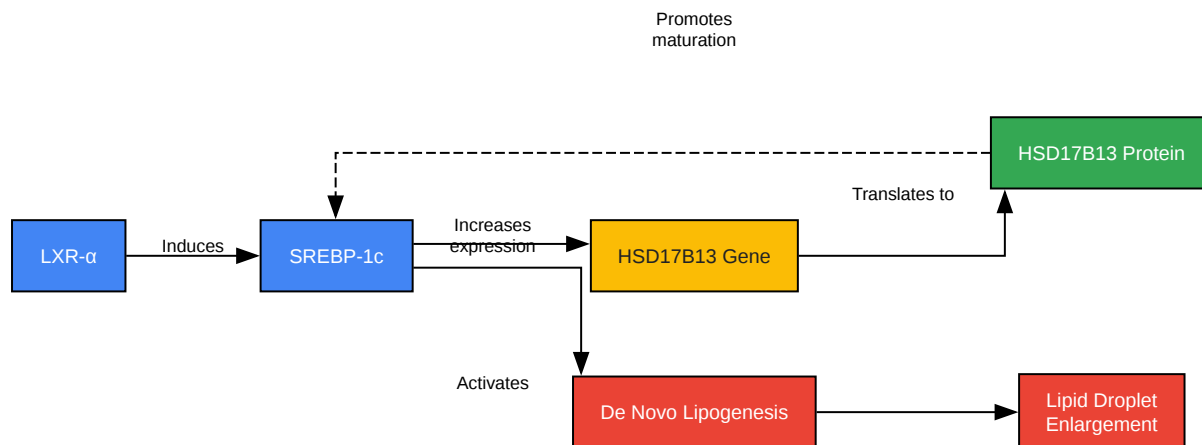 Promotes
maturation
HSD17B13 Protein
Translates to
LXR-α
Induces
SREBP-1c
Increases
expression
HSD17B13 Gene
Activates
De Novo Lipogenesis
Lipid Droplet
Enlargement